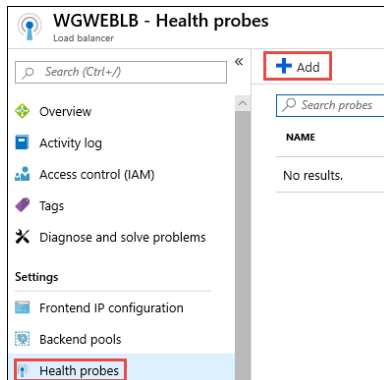 WGWEBLB - Health probes
Load balancer
Search (Ctrl+/)
«
Add
Overview
Search probes
Activity log
NAME
Access control (IAM)
No results.
Tags
Diagnose and solve problems
Settings
Frontend IP configuration
Backend pools
Health probes